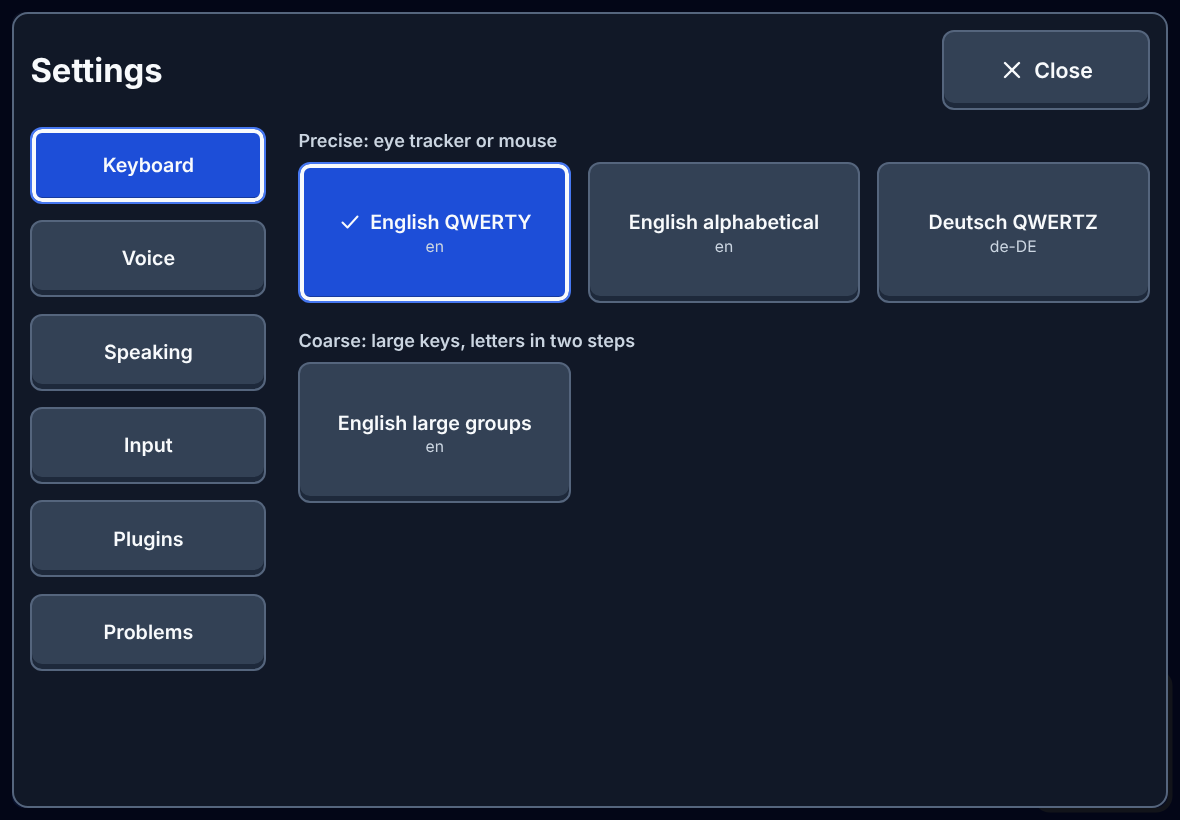 Settings
Close
Keyboard
Voice
Speaking
Input
Plugins
Problems
Precise: eye tracker or mouse
English QWERTY
en
English alphabetical
en
Deutsch QWERTZ
de-DE
Coarse: large keys, letters in two steps
English large groups
en